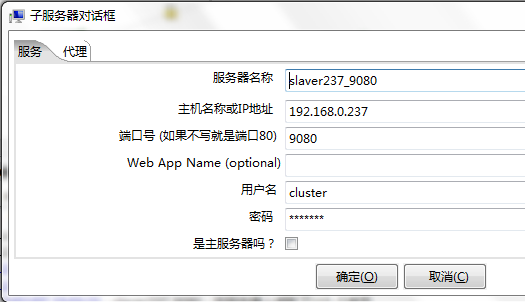 子服务器对话框
服务 代理
服务器名称 slaver237_9080
主机名称或IP地址 192.168.0.237
端口号 (如果不写就是端口80) 9080
Web App Name (optional)
用户名 cluster
密码 *******
是主服务器吗？
确定(O) 取消(C)